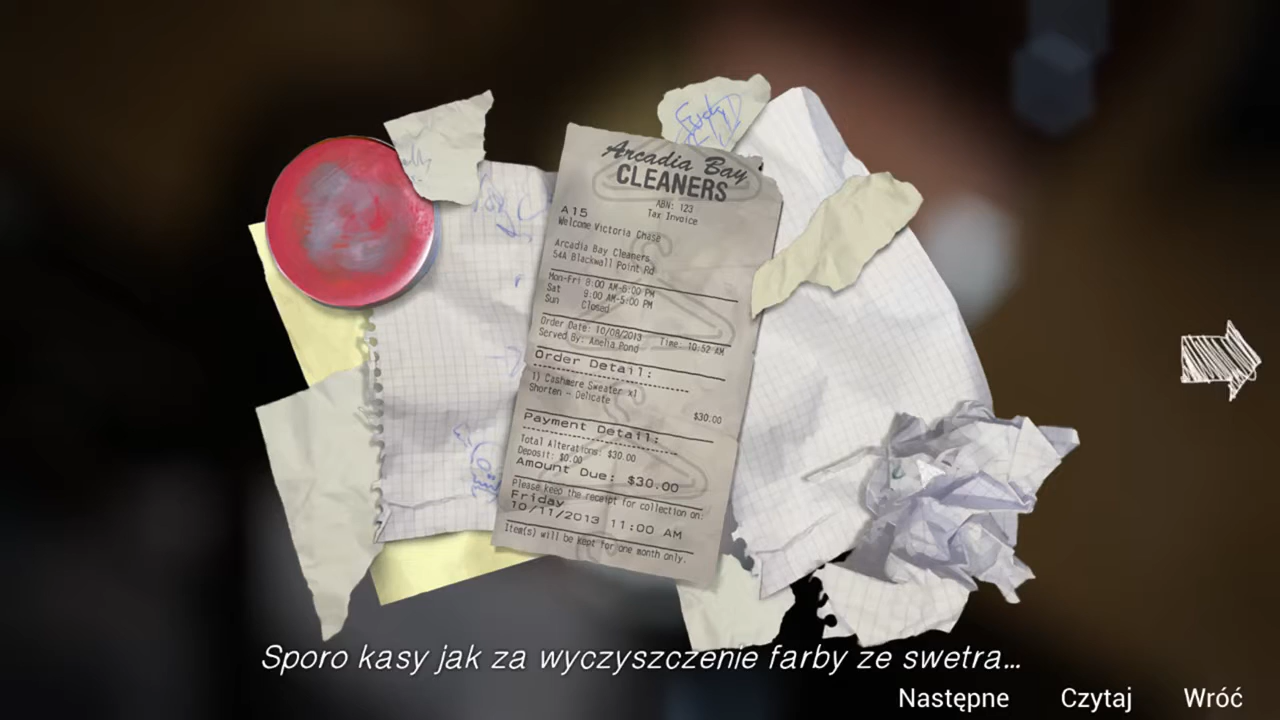 Arcadia Bay
CLEANERS
ABN: 123
Tax Invoice
A15
Welcome Victoria Chase
Arcadia Bay Cleaners
54A Blackwall Point Rd
Mon-Fri 8:00 AM-6:00 PM
Sat 9:00 AM-5:00 PM
Sun Closed
Order Date: 10/08/2013 Time: 10:52 AM
Served By: Amelia Pond
Order Detail:
1) Cashmere Sweater x1
Shorten - Delicate $30.00
Payment Detail:
Total Alterations: $30.00
Deposit: $0.00
Amount Due: $30.00
Please keep the receipt for collection on:
Friday
10/11/2013 11:00 AM
Item(s) will be kept for one month only.
Sporo kasy jak za wyczyszczenie farby ze swetra...
Następne Czytaj Wróć